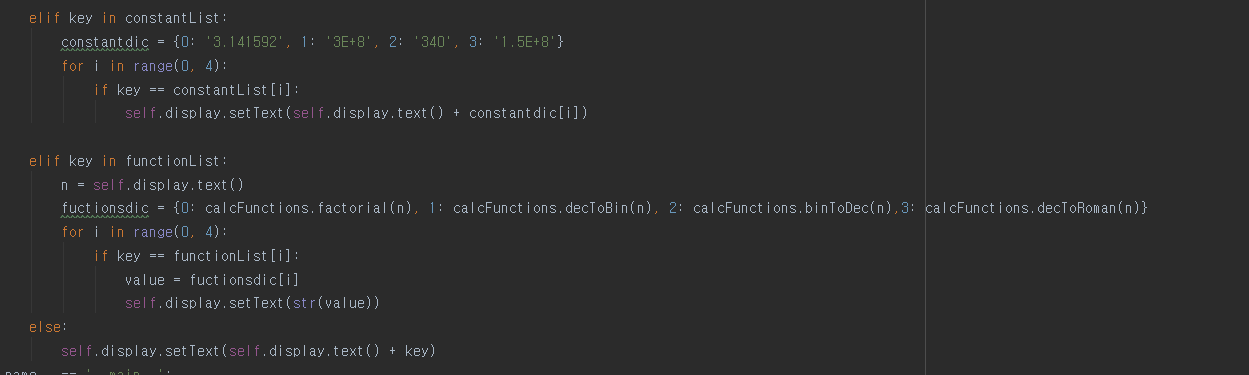 elif key in constantList:
constantdic = {0: '3.141592', 1: '3E+8', 2: '340', 3: '1.5E+8'}
for i in range(0, 4):
if key == constantList[i]:
self.display.setText(self.display.text() + constantdic[i])
elif key in functionList:
n = self.display.text()
fuctionsdic = {0: calcFunctions.factorial(n), 1: calcFunctions.decToBin(n), 2: calcFunctions.binToDec(n),3: calcFunctions.decToRoman(n)}
for i in range(0, 4):
if key == functionList[i]:
value = fuctionsdic[i]
self.display.setText(str(value))
else:
self.display.setText(self.display.text() + key)